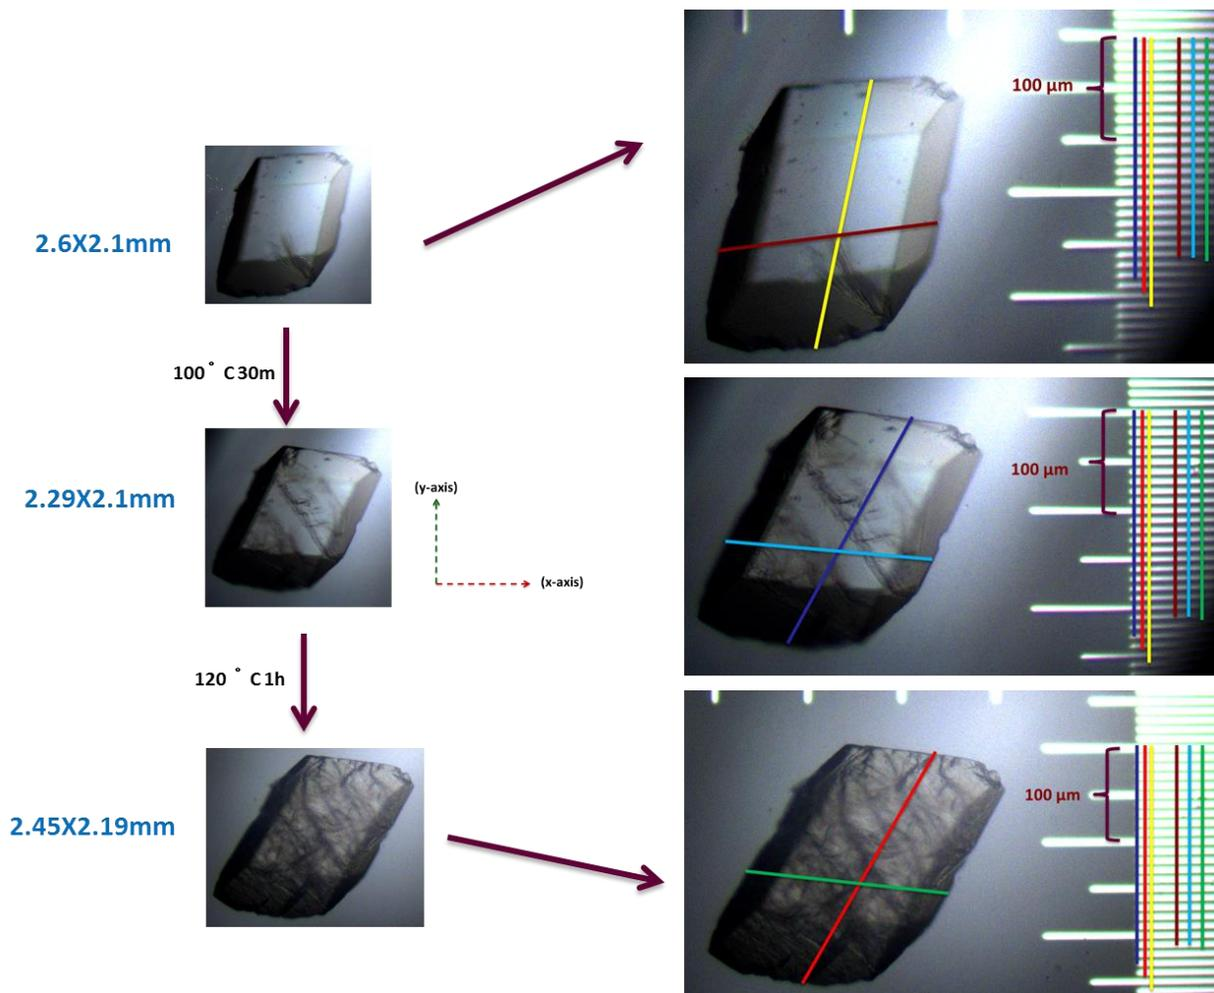 100 µm
2.6X2.1mm
100° C 30m
2.29X2.1mm
(y-axis)
(x-axis)
100 µm
120 ° C 1h
2.45X2.19mm
100 µm